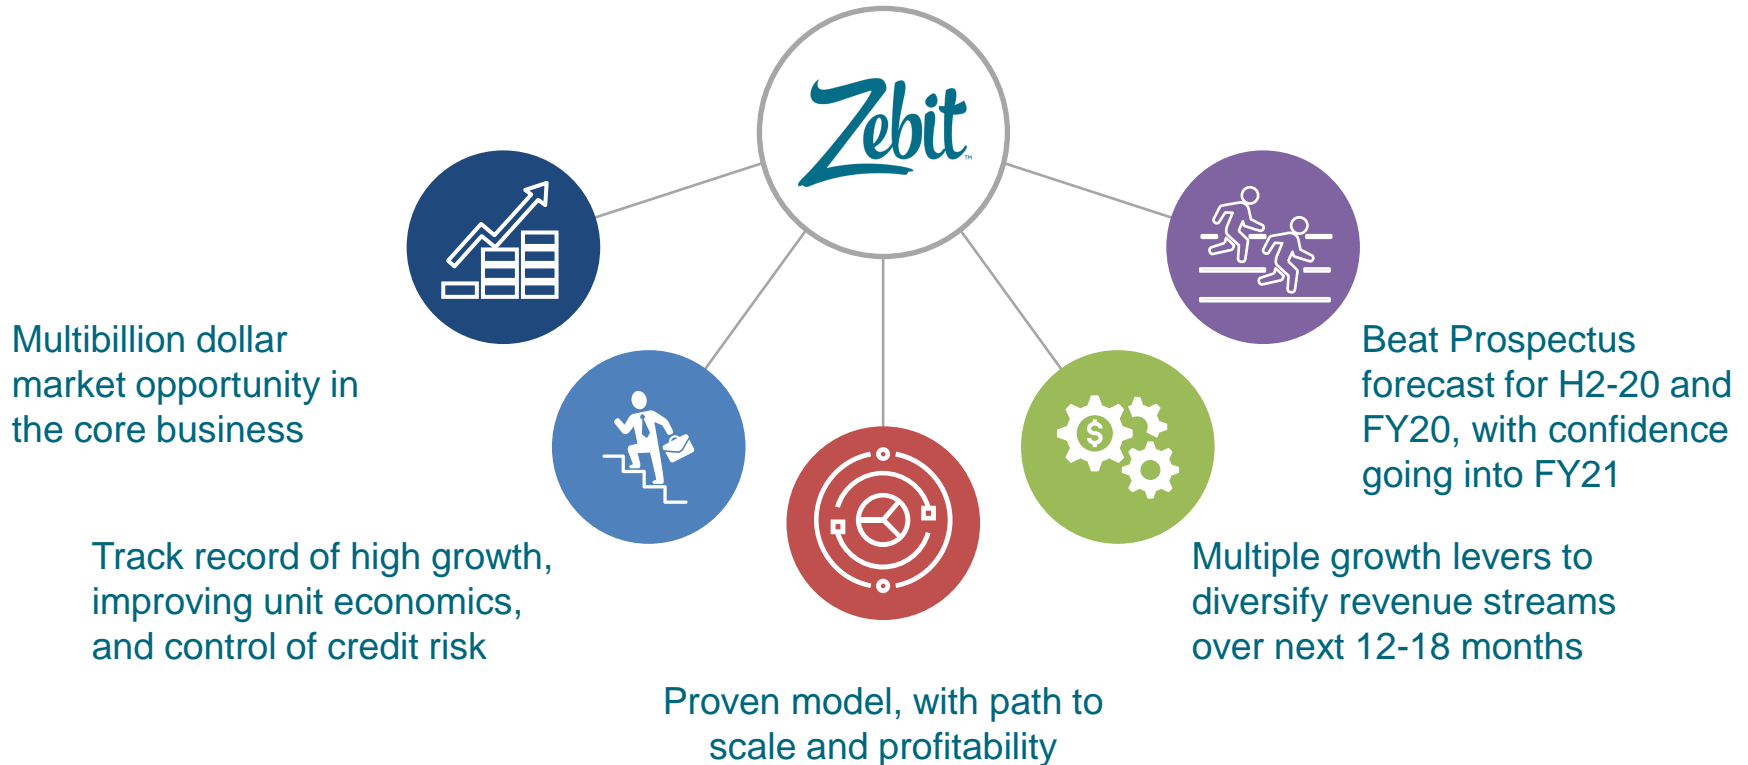 Zebit™
Multibillion dollar
market opportunity in
the core business
Track record of high growth,
improving unit economics,
and control of credit risk
Proven model, with path to
scale and profitability
$
Multiple growth levers to
diversify revenue streams
over next 12-18 months
Beat Prospectus
forecast for H2-20 and
FY20, with confidence
going into FY21